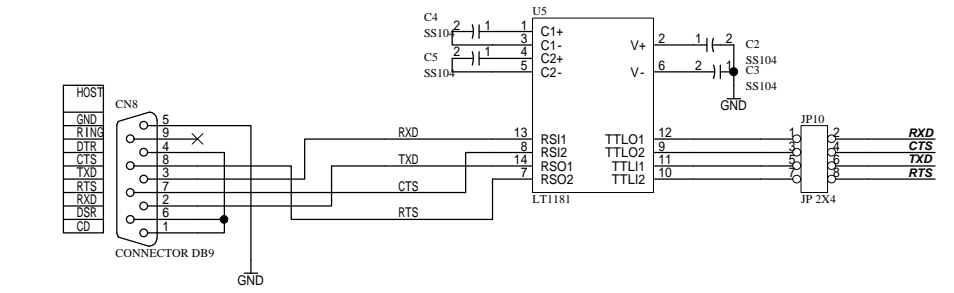 U5
C4
SS104
2 1
1 C1+
3 C1-
C5
SS104
2 1
4 C2+
5 C2-
V+ 2
1 2
C2
SS104
V- 6
2 1
C3
SS104
GND
HOST
CN8
GND 5
RING 9
DTR 4
CTS 8
TXD 3
RTS 7
RXD 2
DSR 6
CD 1
CONNECTOR DB9
GND
RXD
TXD
CTS
RTS
13 RSI1
8 RSI2
14 RSO1
7 RSO2
TTLO1 12
TTLO2 9
TTLI1 11
TTLI2 10
LT1181
JP10
1 2 RXD
3 4 CTS
5 6 TXD
7 8 RTS
JP 2X4